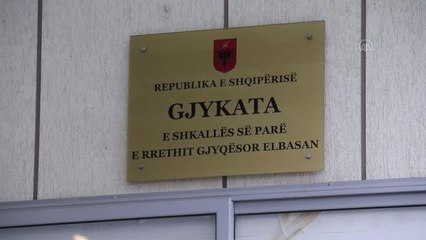 REPUBLIKA E SHQIPËRISË
GJYKATA
E SHKALLËS SË PARË
E RRETHIT GJYQËSOR ELBASAN